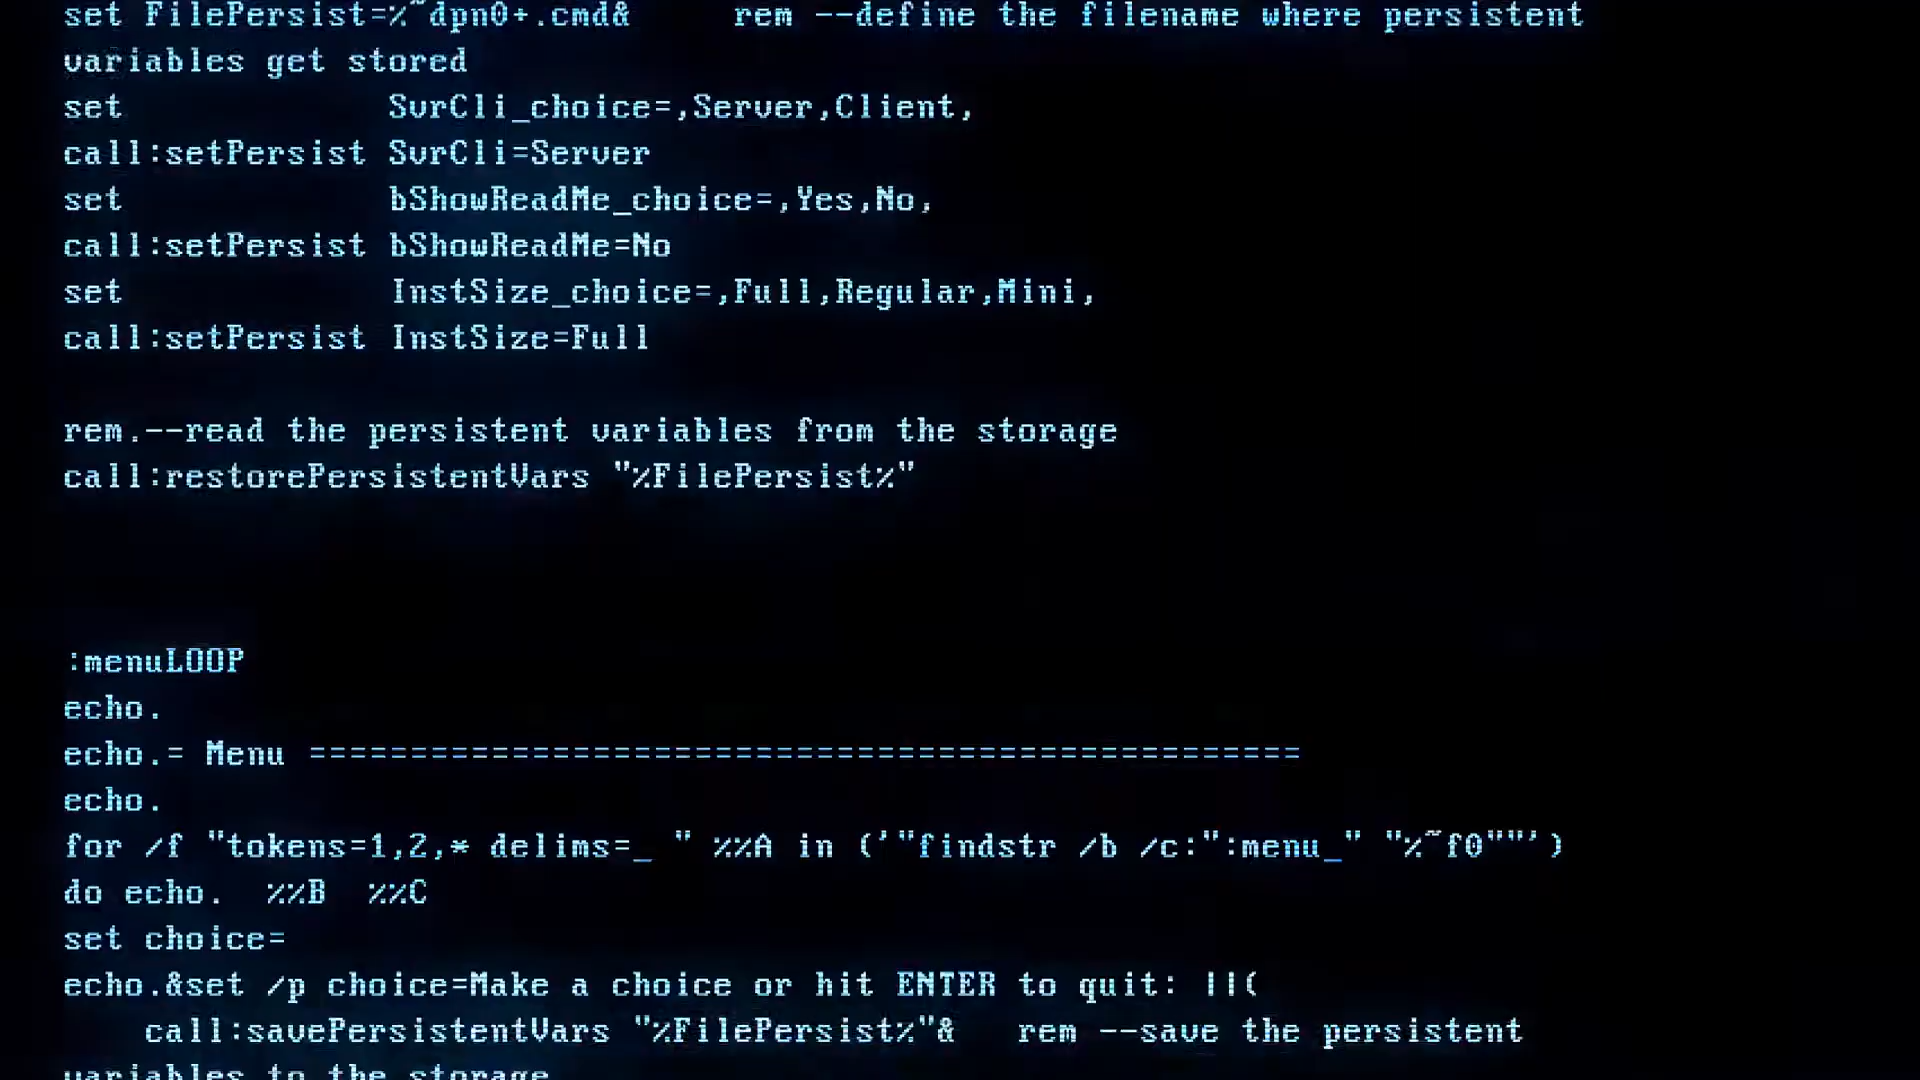 set FilePersist=%~dpn0+.cmd&     rem --define the filename where persistent
variables get stored
set             SvrCli_choice=,Server,Client,
call:setPersist SvrCli=Server
set             bShowReadMe_choice=,Yes,No,
call:setPersist bShowReadMe=No
set             InstSize_choice=,Full,Regular,Mini,
call:setPersist InstSize=Full
rem.--read the persistent variables from the storage
call:restorePersistentVars "%FilePersist%"
:menuLOOP
echo.
echo.= Menu =================================================
echo.
for /f "tokens=1,2,* delims=_ " %%A in ('"findstr /b /c:":menu_" "%~f0""')
do echo.  %%B  %%C
set choice=
echo.&set /p choice=Make a choice or hit ENTER to quit: ||(
    call:savePersistentVars "%FilePersist%"&   rem --save the persistent
variables to the storage